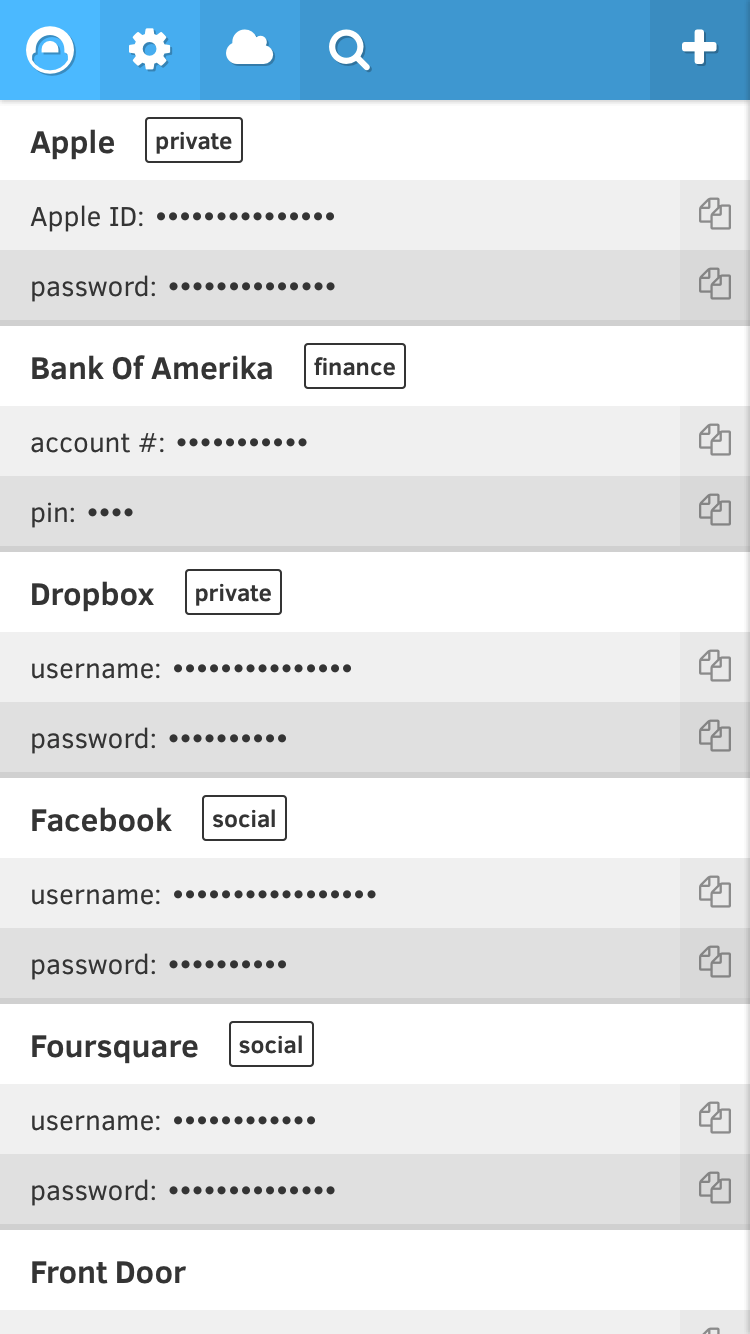 Apple private
Apple ID: •••••••••••••••
password: ••••••••••••••
Bank Of Amerika finance
account #: •••••••••••
pin: ••••
Dropbox private
username: •••••••••••••••
password: ••••••••••
Facebook social
username: •••••••••••••••••
password: ••••••••••
Foursquare social
username: ••••••••••••
password: ••••••••••••••
Front Door